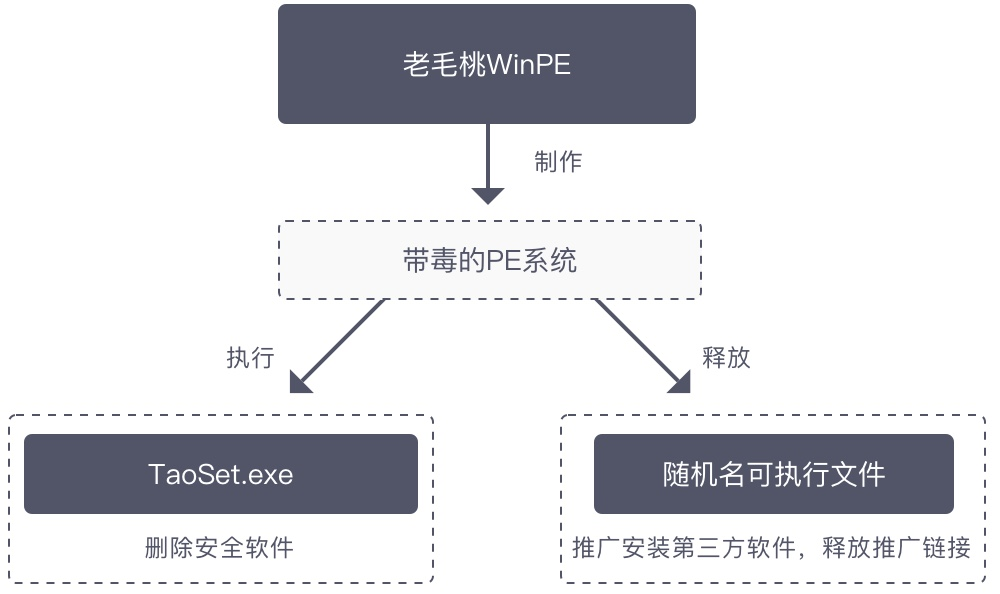 老毛桃WinPE
制作
带毒的PE系统
执行
释放
TaoSet.exe
随机名可执行文件
删除安全软件
推广安装第三方软件，释放推广链接